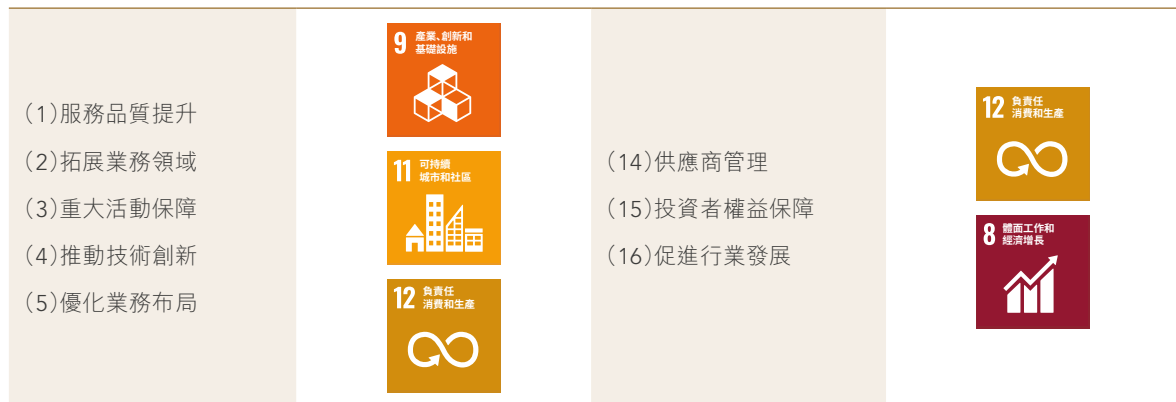 (1)服務品質提升
(2)拓展業務領域
(3)重大活動保障
(4)推動技術創新
(5)優化業務布局
9 產業、創新和
基礎設施
11 可持續
城市和社區
12 負責任
消費和生產
(14)供應商管理
(15)投資者權益保障
(16)促進行業發展
12 負責任
消費和生產
8 體面工作和
經濟增長